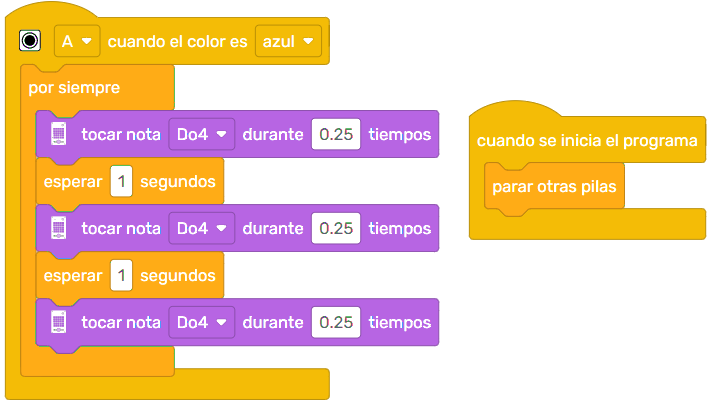 A cuando el color es azul
por siempre
tocar nota Do4 durante 0.25 tiempos
esperar 1 segundos
tocar nota Do4 durante 0.25 tiempos
esperar 1 segundos
tocar nota Do4 durante 0.25 tiempos
cuando se inicia el programa
parar otras pilas